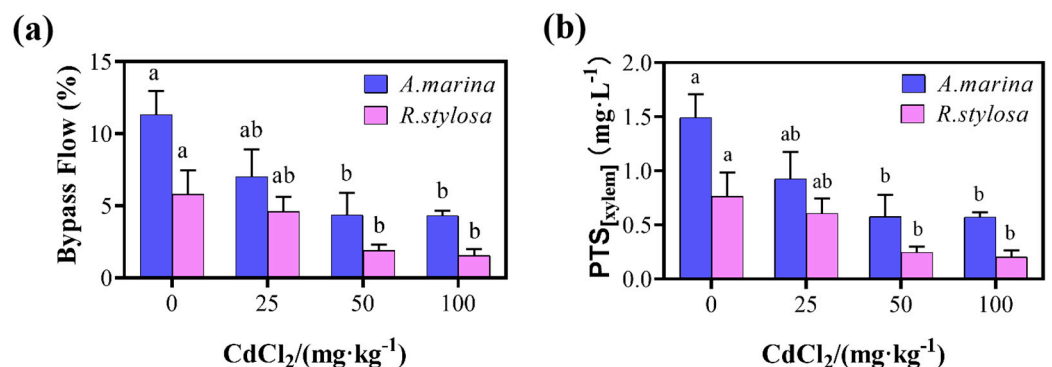 (a)
Bypass Flow (%)
15
10
5
0
a
a
ab
ab
b
b
b
b
A.marina
R.stylosa
0 25 50 100
CdCl₂/(mg·kg⁻¹)
(b)
PTS[xylem] (mg·L⁻¹)
2.0
1.5
1.0
0.5
0.0
a
a
ab
ab
b
b
b
b
A.marina
R.stylosa
0 25 50 100
CdCl₂/(mg·kg⁻¹)